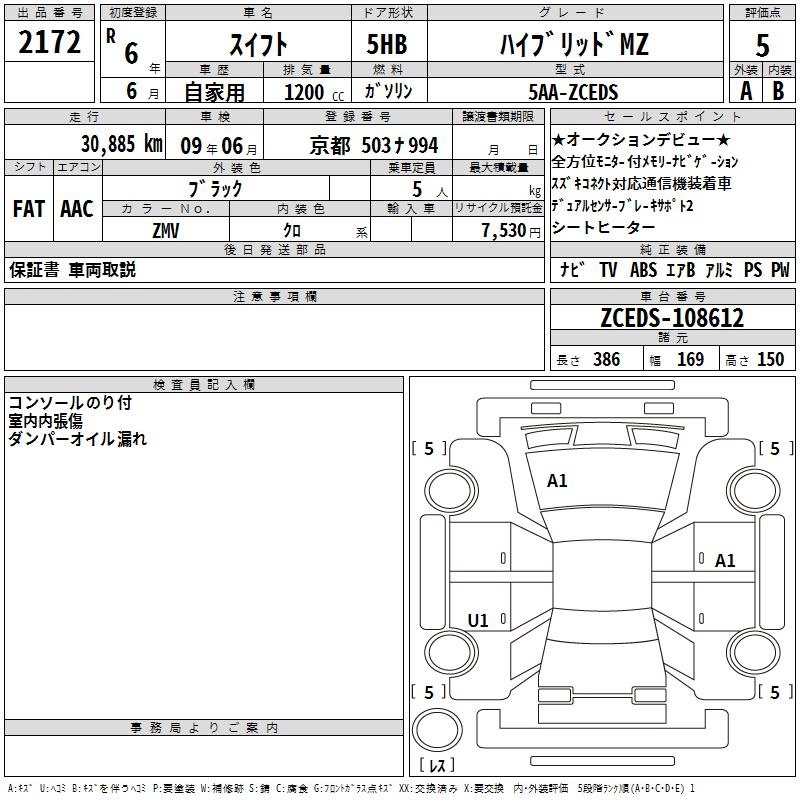 出品番号 初度登録 車名 ドア形状 グレード 評価点
2172 R 6 年 スイフト 5HB ﾊｲﾌﾞﾘｯﾄﾞMZ 5
車歴 排気量 燃料 型式 外装 内装
6 月 自家用 1200 CC ｶﾞｿﾘﾝ 5AA-ZCEDS A B
走行 車検 登録番号 譲渡書類期限 セールスポイント
30,885 km 09 年 06 月 京都 503ﾅ994 月 日
★オークションデビュー★
シフト エアコン 外装色 乗車定員 最大積載量
全方位ﾓﾆﾀｰ付ﾒﾓﾘｰﾅﾋﾞｹﾞｰｼｮﾝ
FAT AAC ﾌﾞﾗｯｸ 5 人 kg
ｽｽﾞｷｺﾈｸﾄ対応通信機装着車
カラーNo. 内装色 輸入車 リサイクル預託金
ﾃﾞｭｱﾙｾﾝｻｰﾌﾞﾚｰｷｻﾎﾟﾄ2
ZMV ｸﾛ 系 7,530 円
シートヒーター
後日発送部品 純正装備
保証書 車両取説 ﾅﾋﾞ TV ABS ｴｱB ｱﾙﾐ PS PW
注意事項欄 車台番号
ZCEDS-108612
諸元
長さ 386 幅 169 高さ 150
検査員記入欄
コンソールのり付
室内内張傷
ダンパーオイル漏れ
[ 5 ] [ 5 ]
A1
A1
U1
[ 5 ] [ 5 ]
事務局よりご案内
[ ﾚｽ ]
A:ｷｽﾞ U:ﾍｺﾐ B:ｷｽﾞを伴うﾍｺﾐ P:要塗装 W:補修跡 S:錆 C:腐食 G:ﾌﾛﾝﾄｶﾞﾗｽ点ｷｽﾞ XX:交換済み X:要交換 内･外装評価 5段階ﾗﾝｸ順(A･B･C･D･E) 1